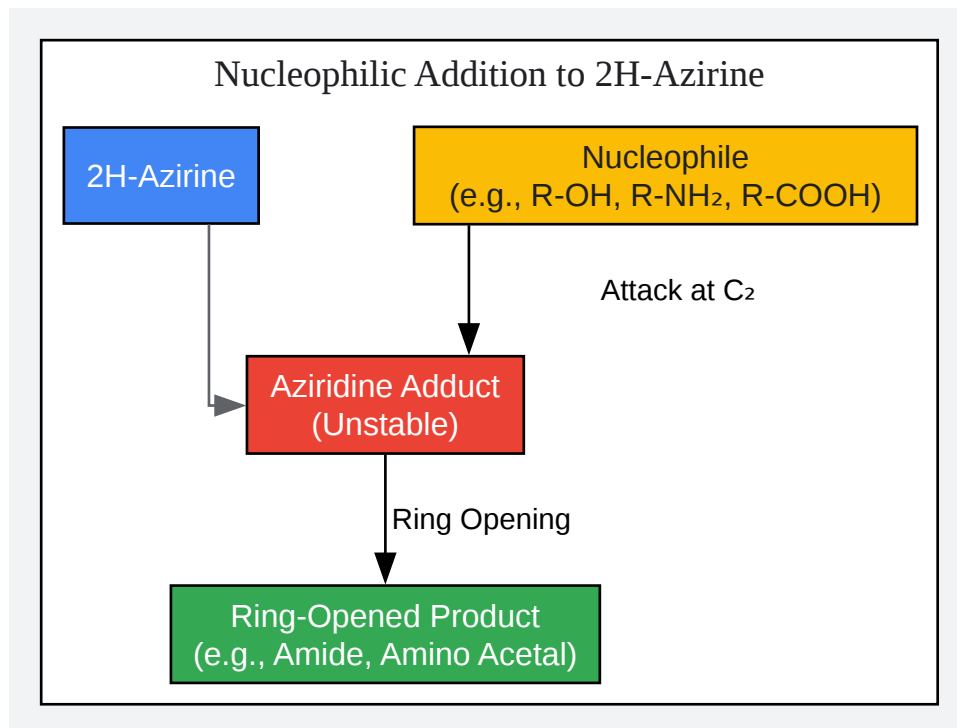 Nucleophilic Addition to 2H-Azirine
2H-Azirine
Nucleophile
(e.g., R-OH, R-NH₂, R-COOH)
Attack at C₂
Aziridine Adduct
(Unstable)
Ring Opening
Ring-Opened Product
(e.g., Amide, Amino Acetal)